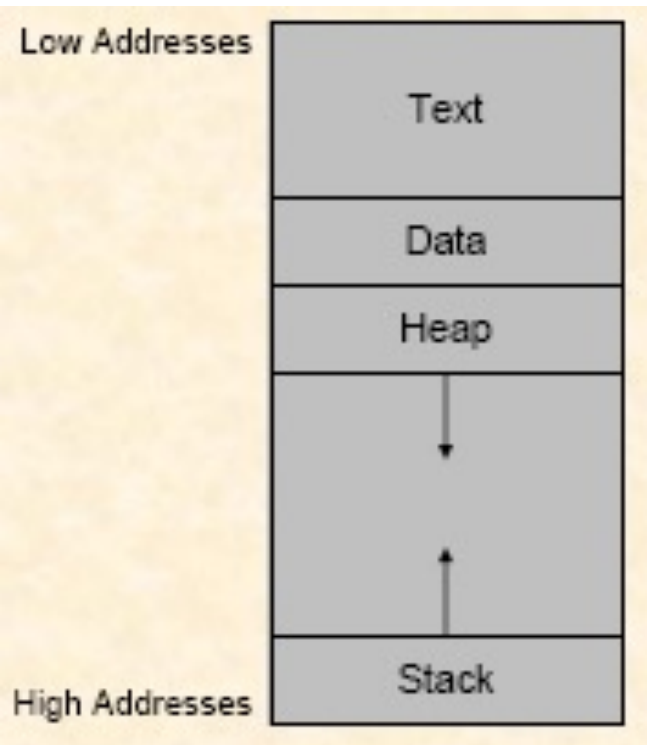 Low Addresses
Text
Data
Heap
Stack
High Addresses